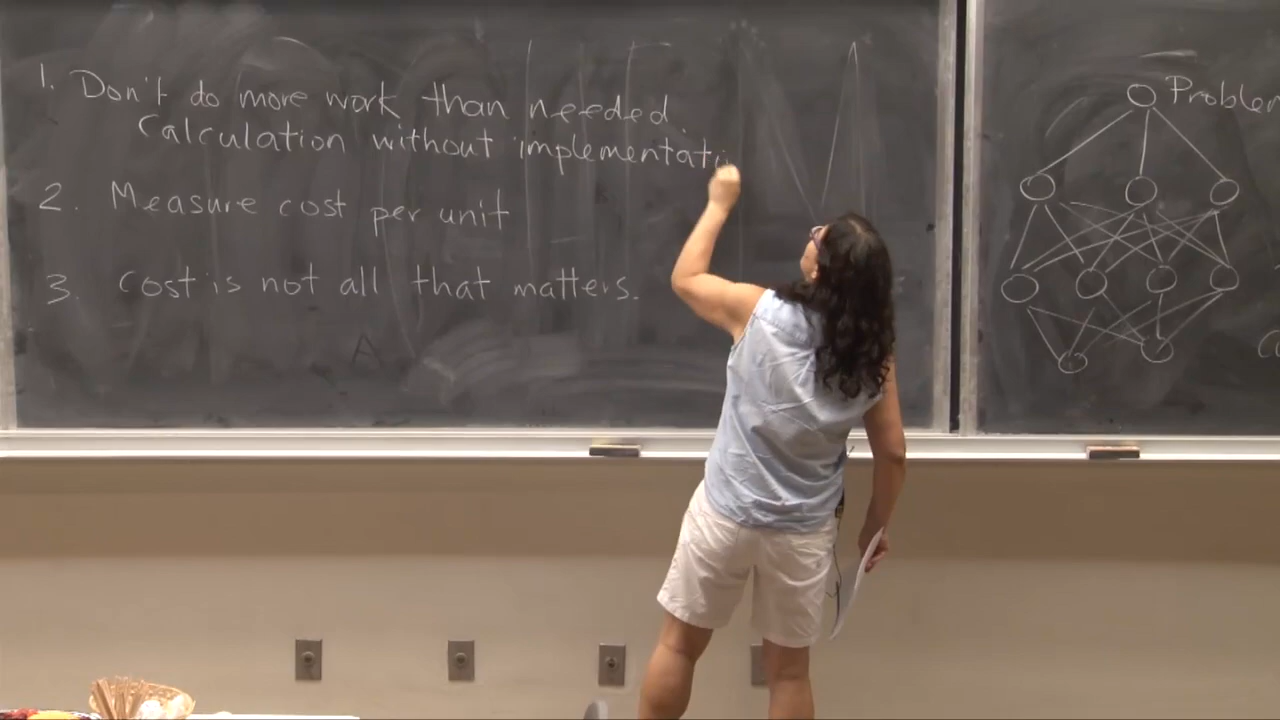 1. Don't do more work than needed.
Calculation without implementati
2. Measure cost per unit
3. Cost is not all that matters.
A
Problem